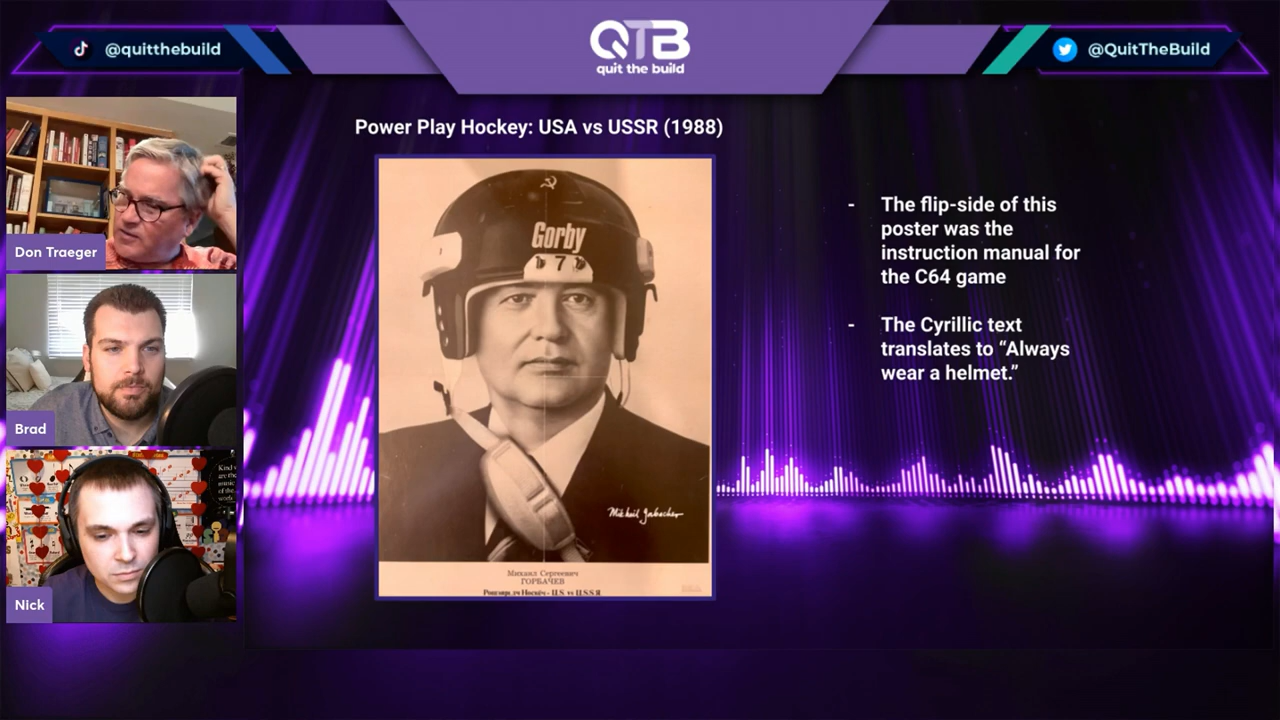 @quitthebuild
QTB
quit the build
@QuitTheBuild
Power Play Hockey: USA vs USSR (1988)
Don Traeger
Brad
Nick
Gorby
7
Михаил Сергеевич
ГОРБАЧЕВ
- The flip-side of this
poster was the
instruction manual for
the C64 game
- The Cyrillic text
translates to “Always
wear a helmet.”